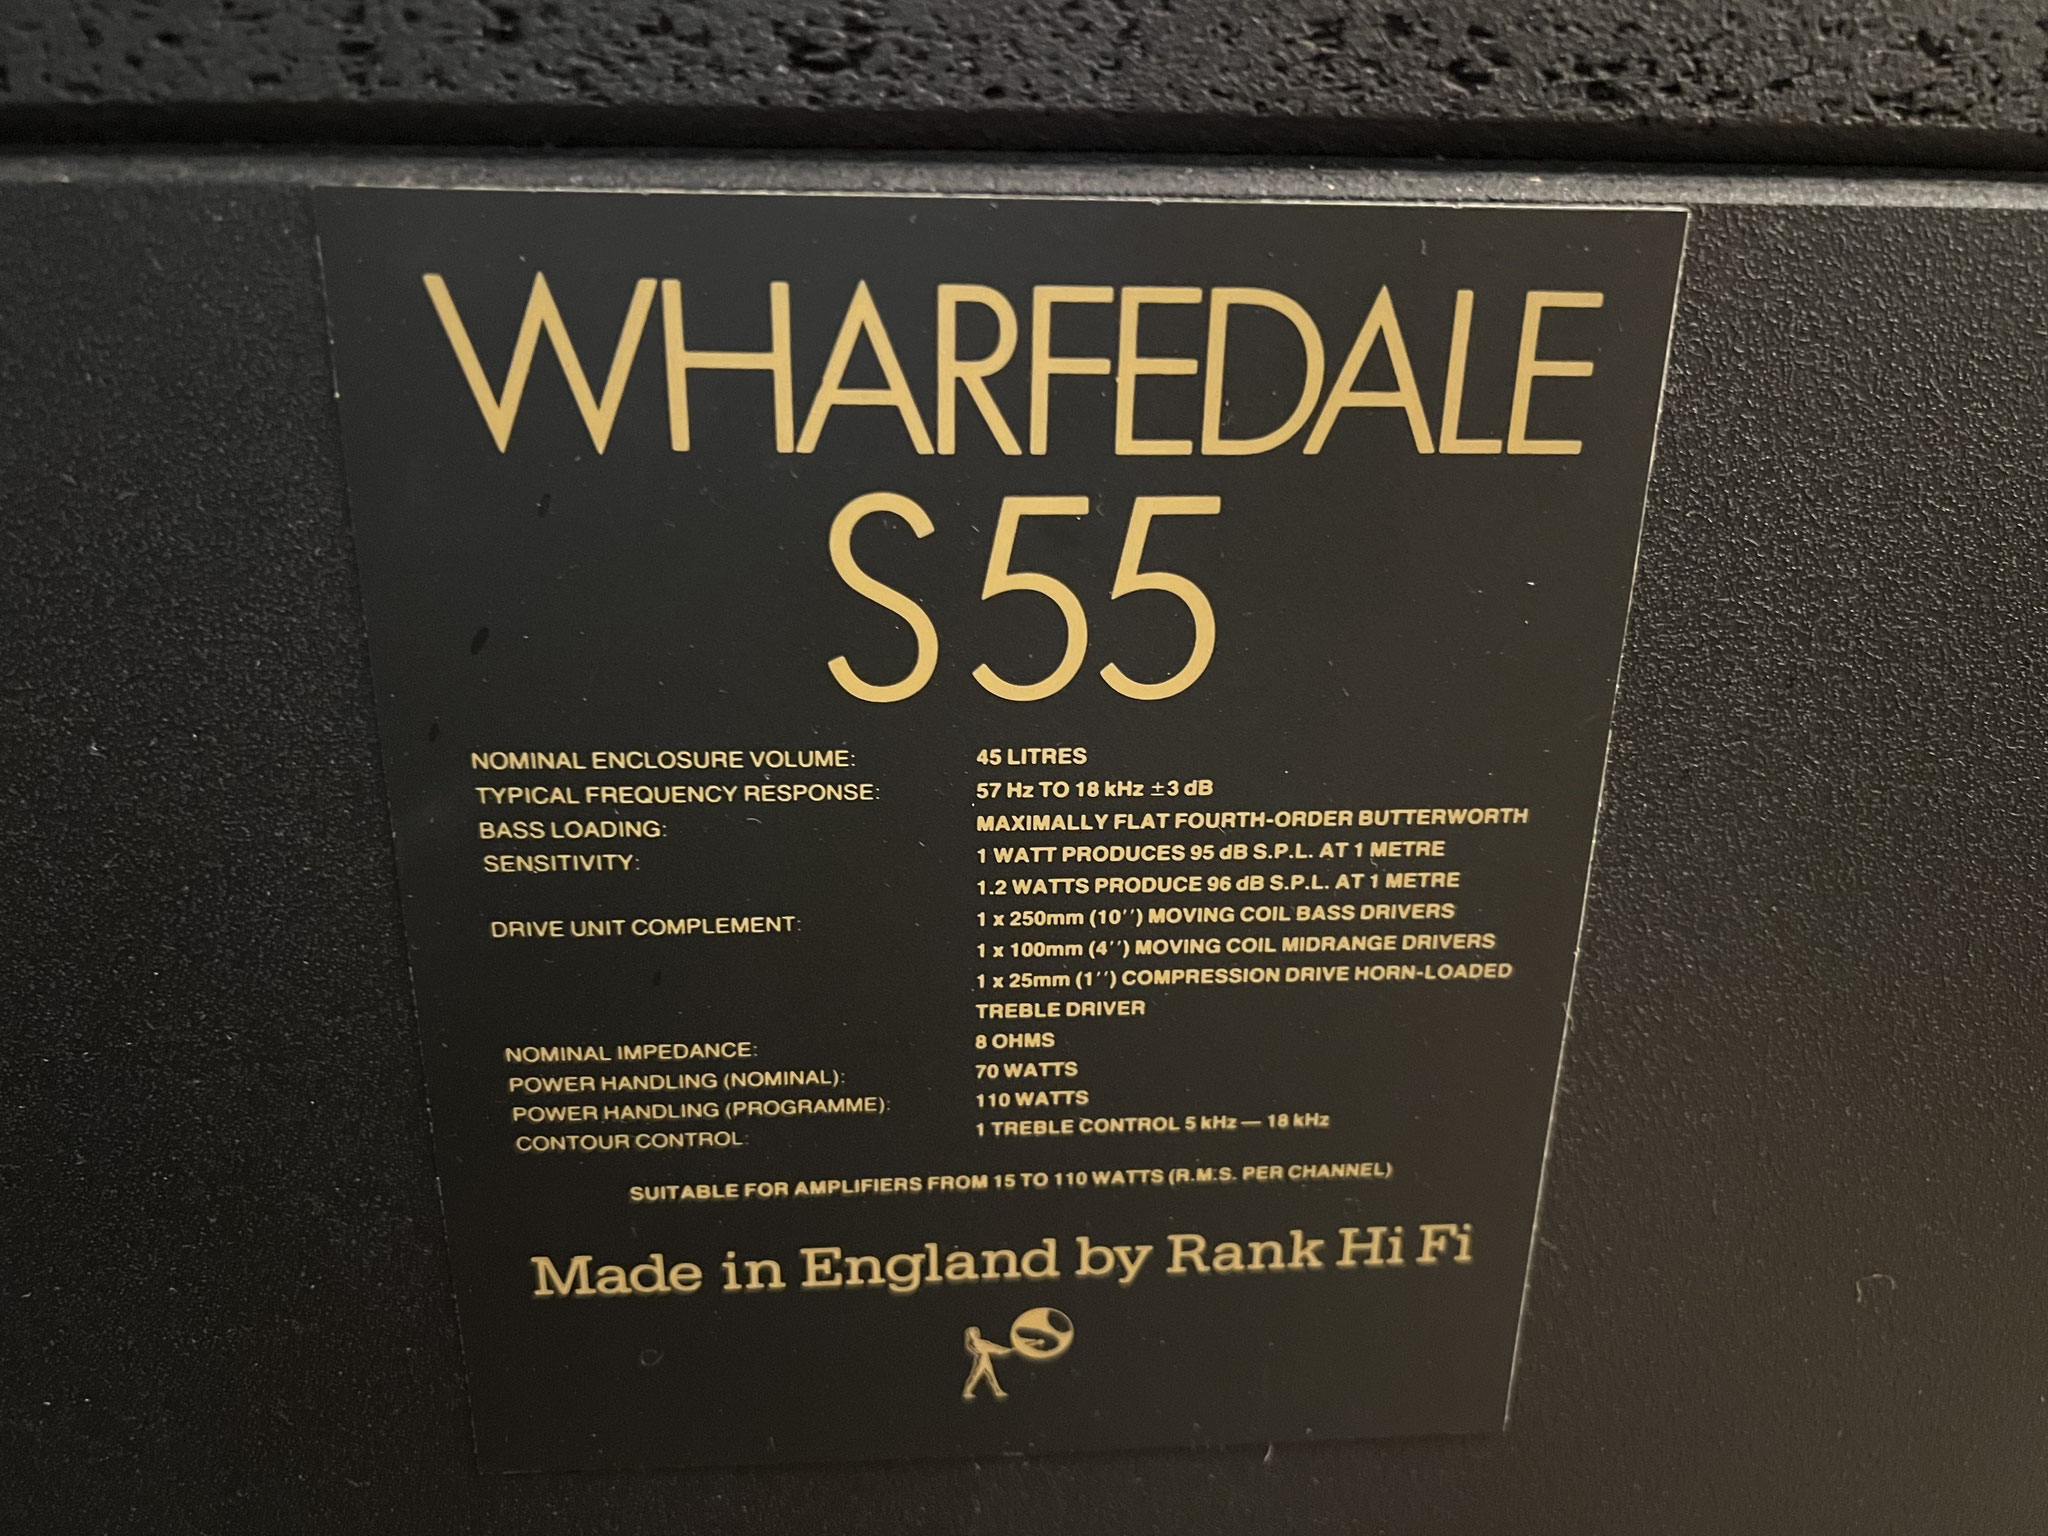 WHARFEDALE
S55
NOMINAL ENCLOSURE VOLUME: 45 LITRES
TYPICAL FREQUENCY RESPONSE: 57 Hz TO 18 kHz ±3 dB
BASS LOADING: MAXIMALLY FLAT FOURTH-ORDER BUTTERWORTH
SENSITIVITY: 1 WATT PRODUCES 95 dB S.P.L. AT 1 METRE
1.2 WATTS PRODUCE 96 dB S.P.L. AT 1 METRE
DRIVE UNIT COMPLEMENT: 1 x 250mm (10'') MOVING COIL BASS DRIVERS
1 x 100mm (4'') MOVING COIL MIDRANGE DRIVERS
1 x 25mm (1'') COMPRESSION DRIVE HORN-LOADED
TREBLE DRIVER
NOMINAL IMPEDANCE: 8 OHMS
POWER HANDLING (NOMINAL): 70 WATTS
POWER HANDLING (PROGRAMME): 110 WATTS
CONTOUR CONTROL: 1 TREBLE CONTROL 5 kHz — 18 kHz
SUITABLE FOR AMPLIFIERS FROM 15 TO 110 WATTS (R.M.S. PER CHANNEL)
Made in England by Rank Hi Fi